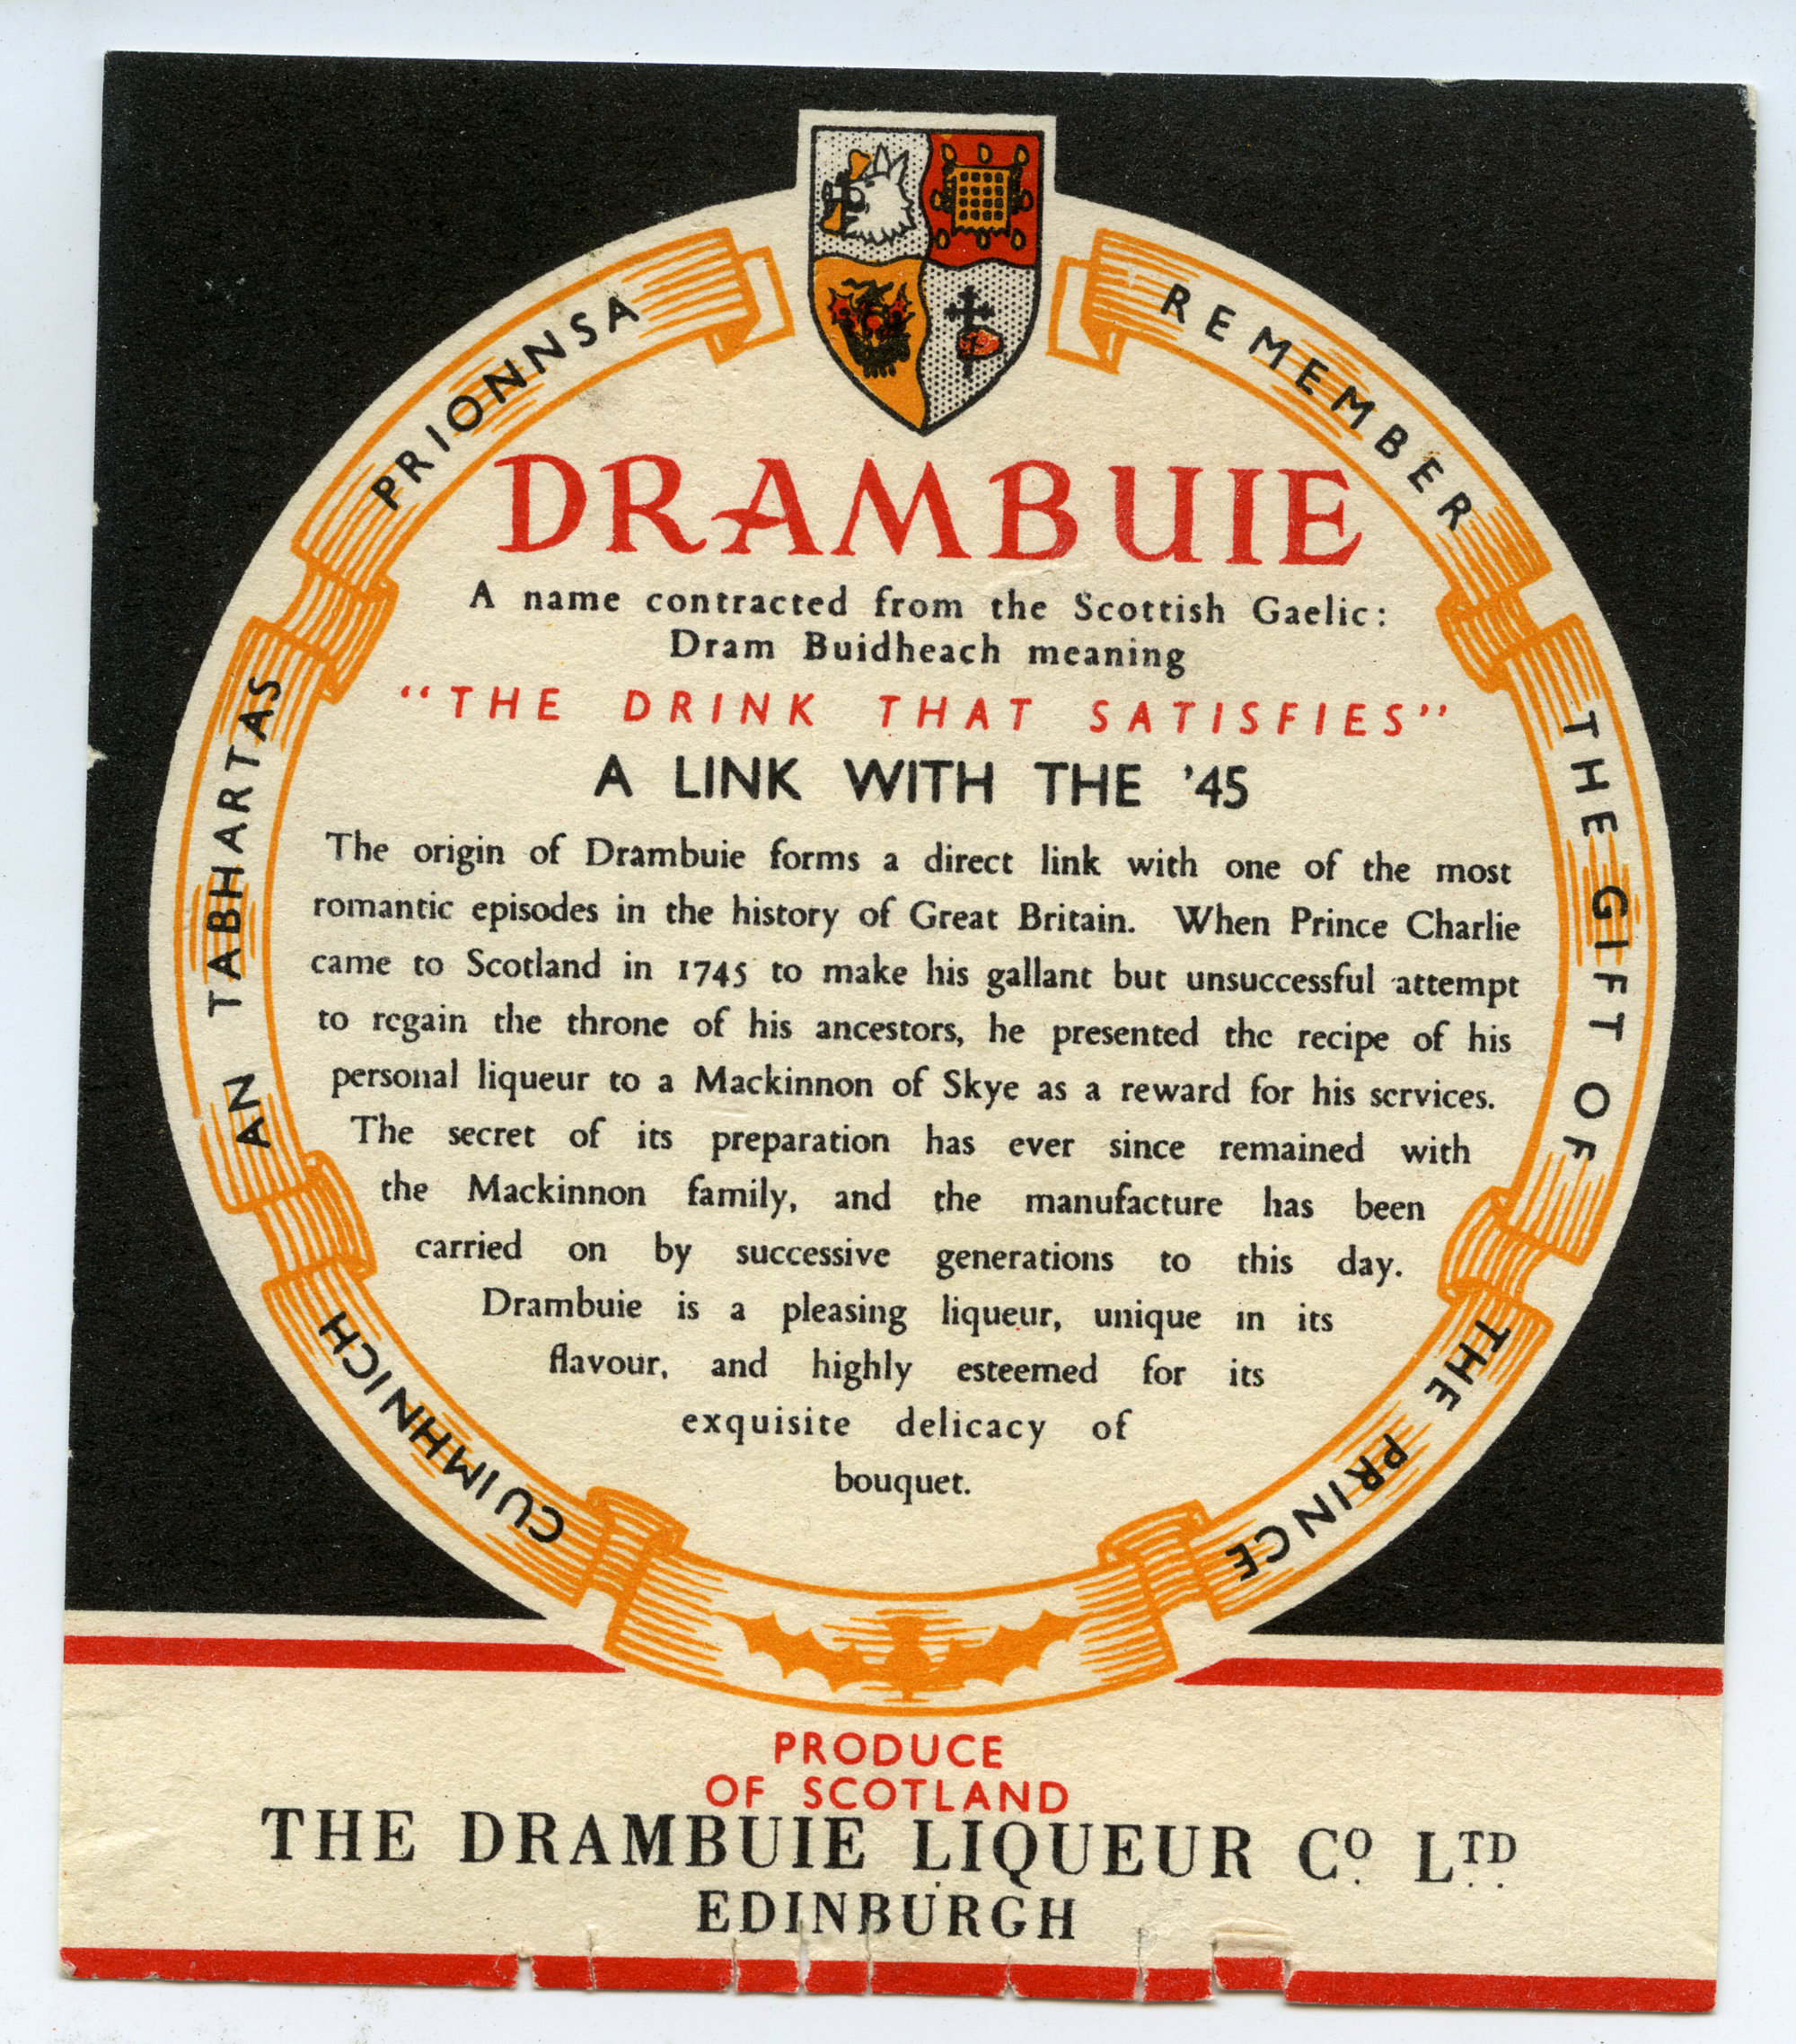 CUIMHNICH AN TABHARTAS PRIONNSA
REMEMBER THE GIFT OF THE PRINCE
DRAMBUIE
A name contracted from the Scottish Gaelic:
Dram Buidheach meaning
“THE DRINK THAT SATISFIES”
A LINK WITH THE ’45
The origin of Drambuie forms a direct link with one of the most
romantic episodes in the history of Great Britain. When Prince Charlie
came to Scotland in 1745 to make his gallant but unsuccessful attempt
to regain the throne of his ancestors, he presented the recipe of his
personal liqueur to a Mackinnon of Skye as a reward for his services.
The secret of its preparation has ever since remained with
the Mackinnon family, and the manufacture has been
carried on by successive generations to this day.
Drambuie is a pleasing liqueur, unique in its
flavour, and highly esteemed for its
exquisite delicacy of
bouquet.
PRODUCE
OF SCOTLAND
THE DRAMBUIE LIQUEUR Co. LTD
EDINBURGH